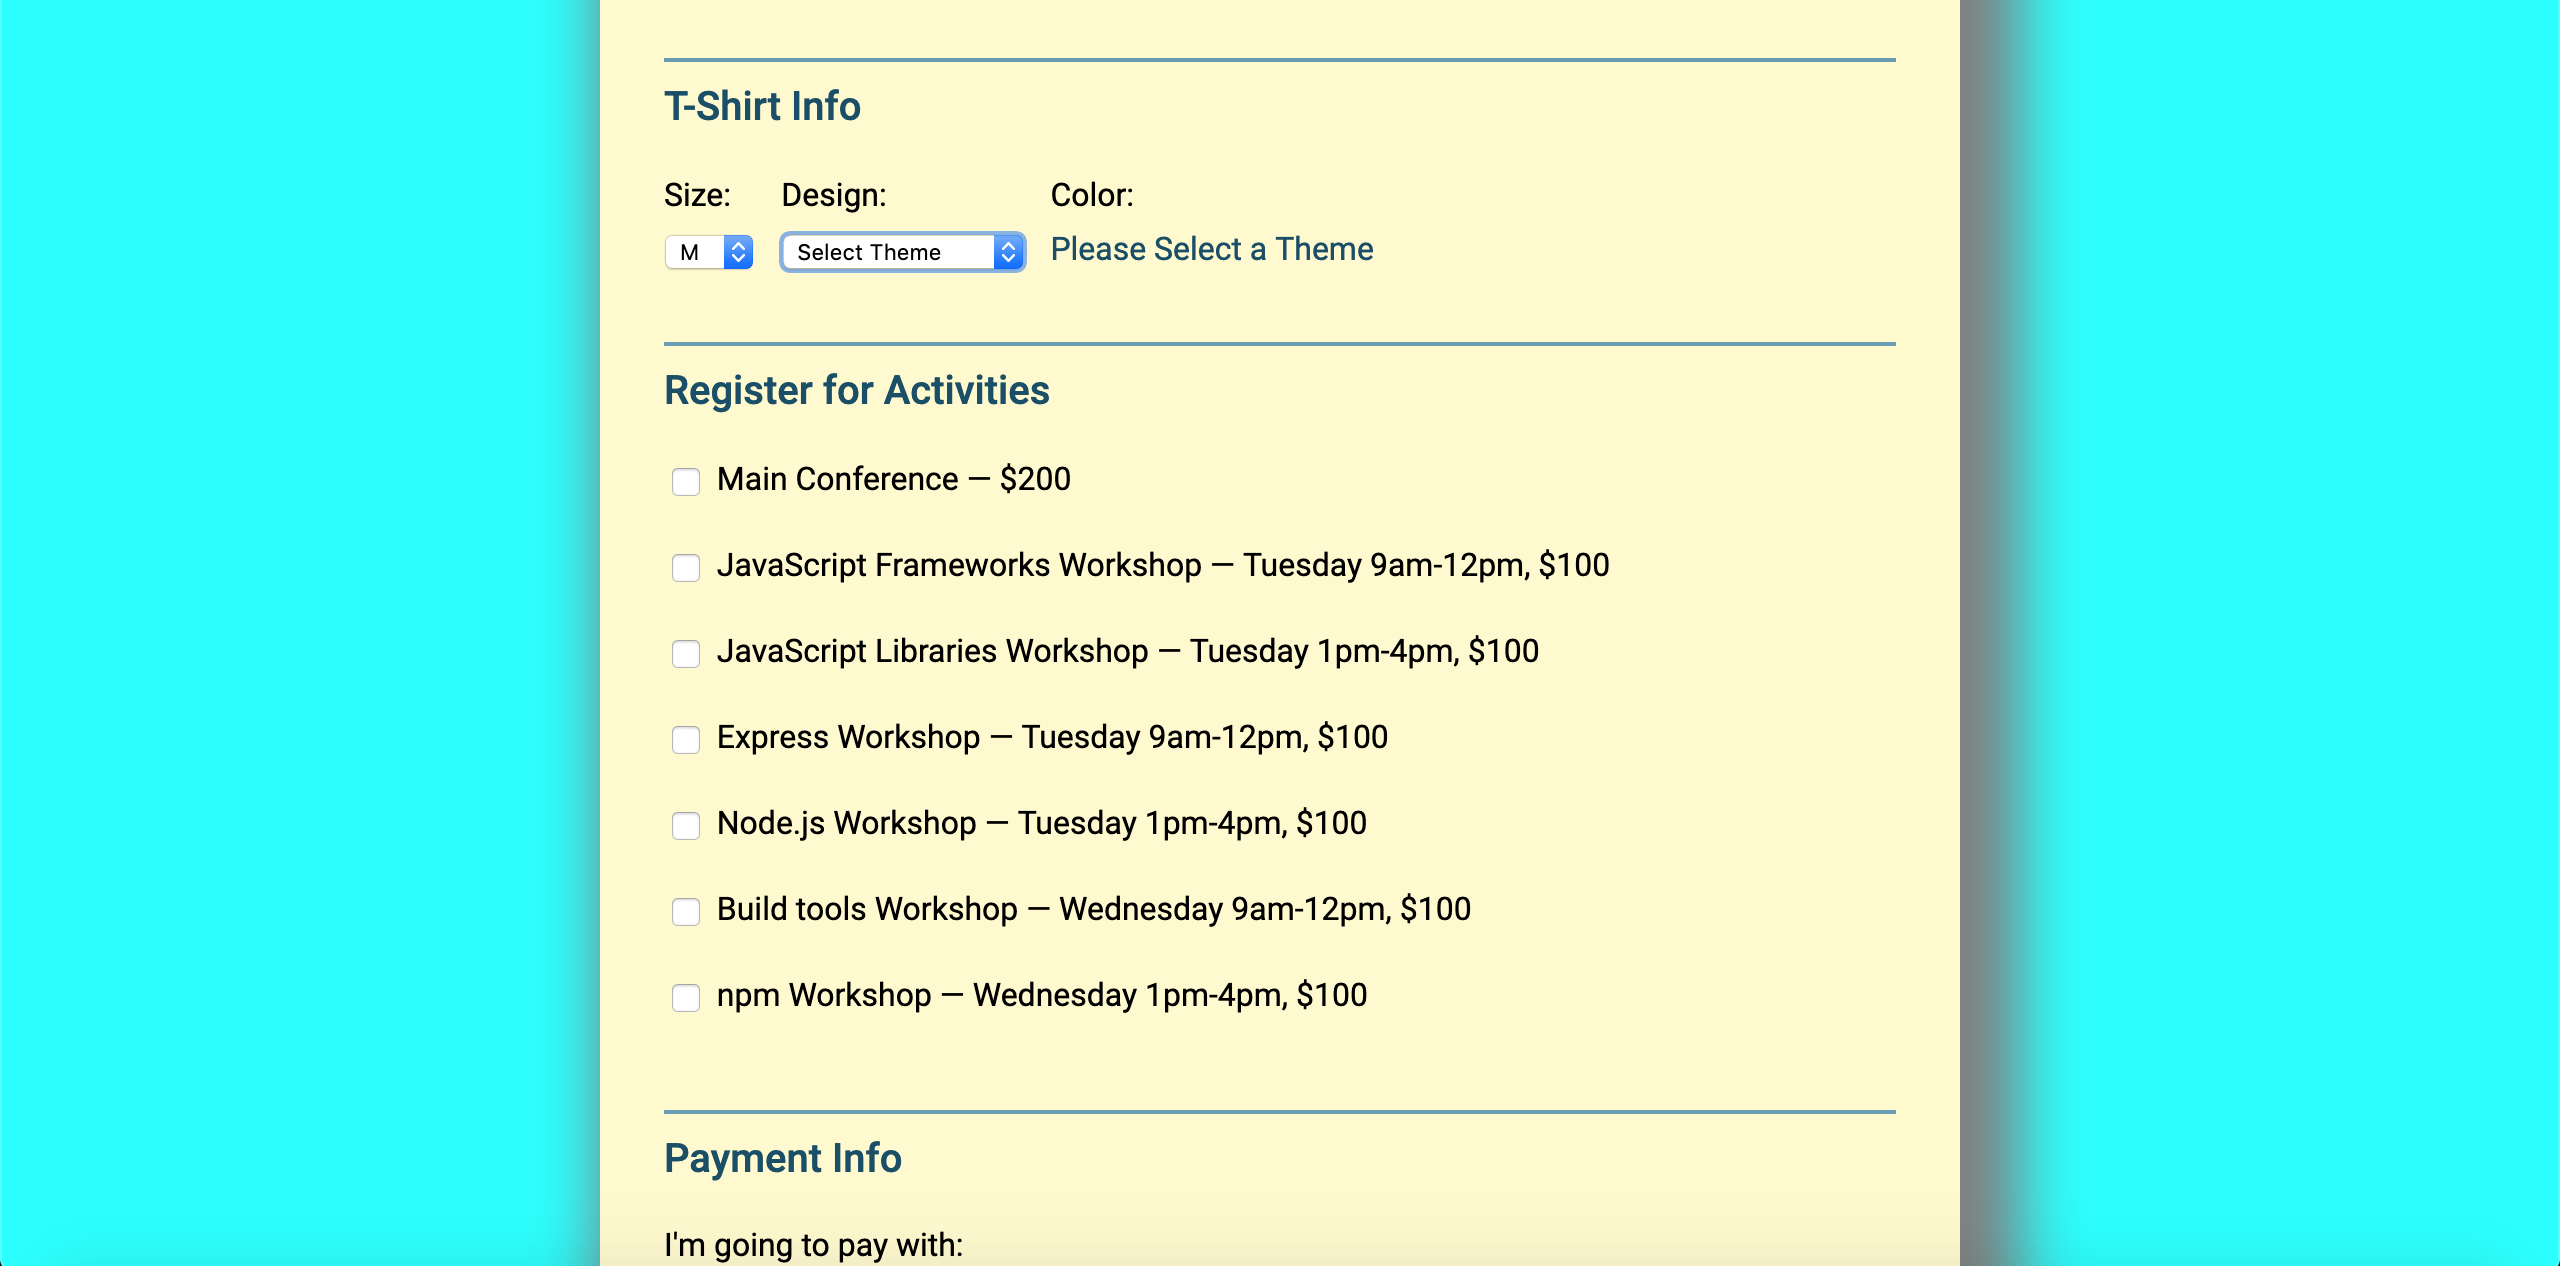 T-Shirt Info
Size: Design: Color:
M Select Theme Please Select a Theme
Register for Activities
Main Conference — $200
JavaScript Frameworks Workshop — Tuesday 9am-12pm, $100
JavaScript Libraries Workshop — Tuesday 1pm-4pm, $100
Express Workshop — Tuesday 9am-12pm, $100
Node.js Workshop — Tuesday 1pm-4pm, $100
Build tools Workshop — Wednesday 9am-12pm, $100
npm Workshop — Wednesday 1pm-4pm, $100
Payment Info
I'm going to pay with: